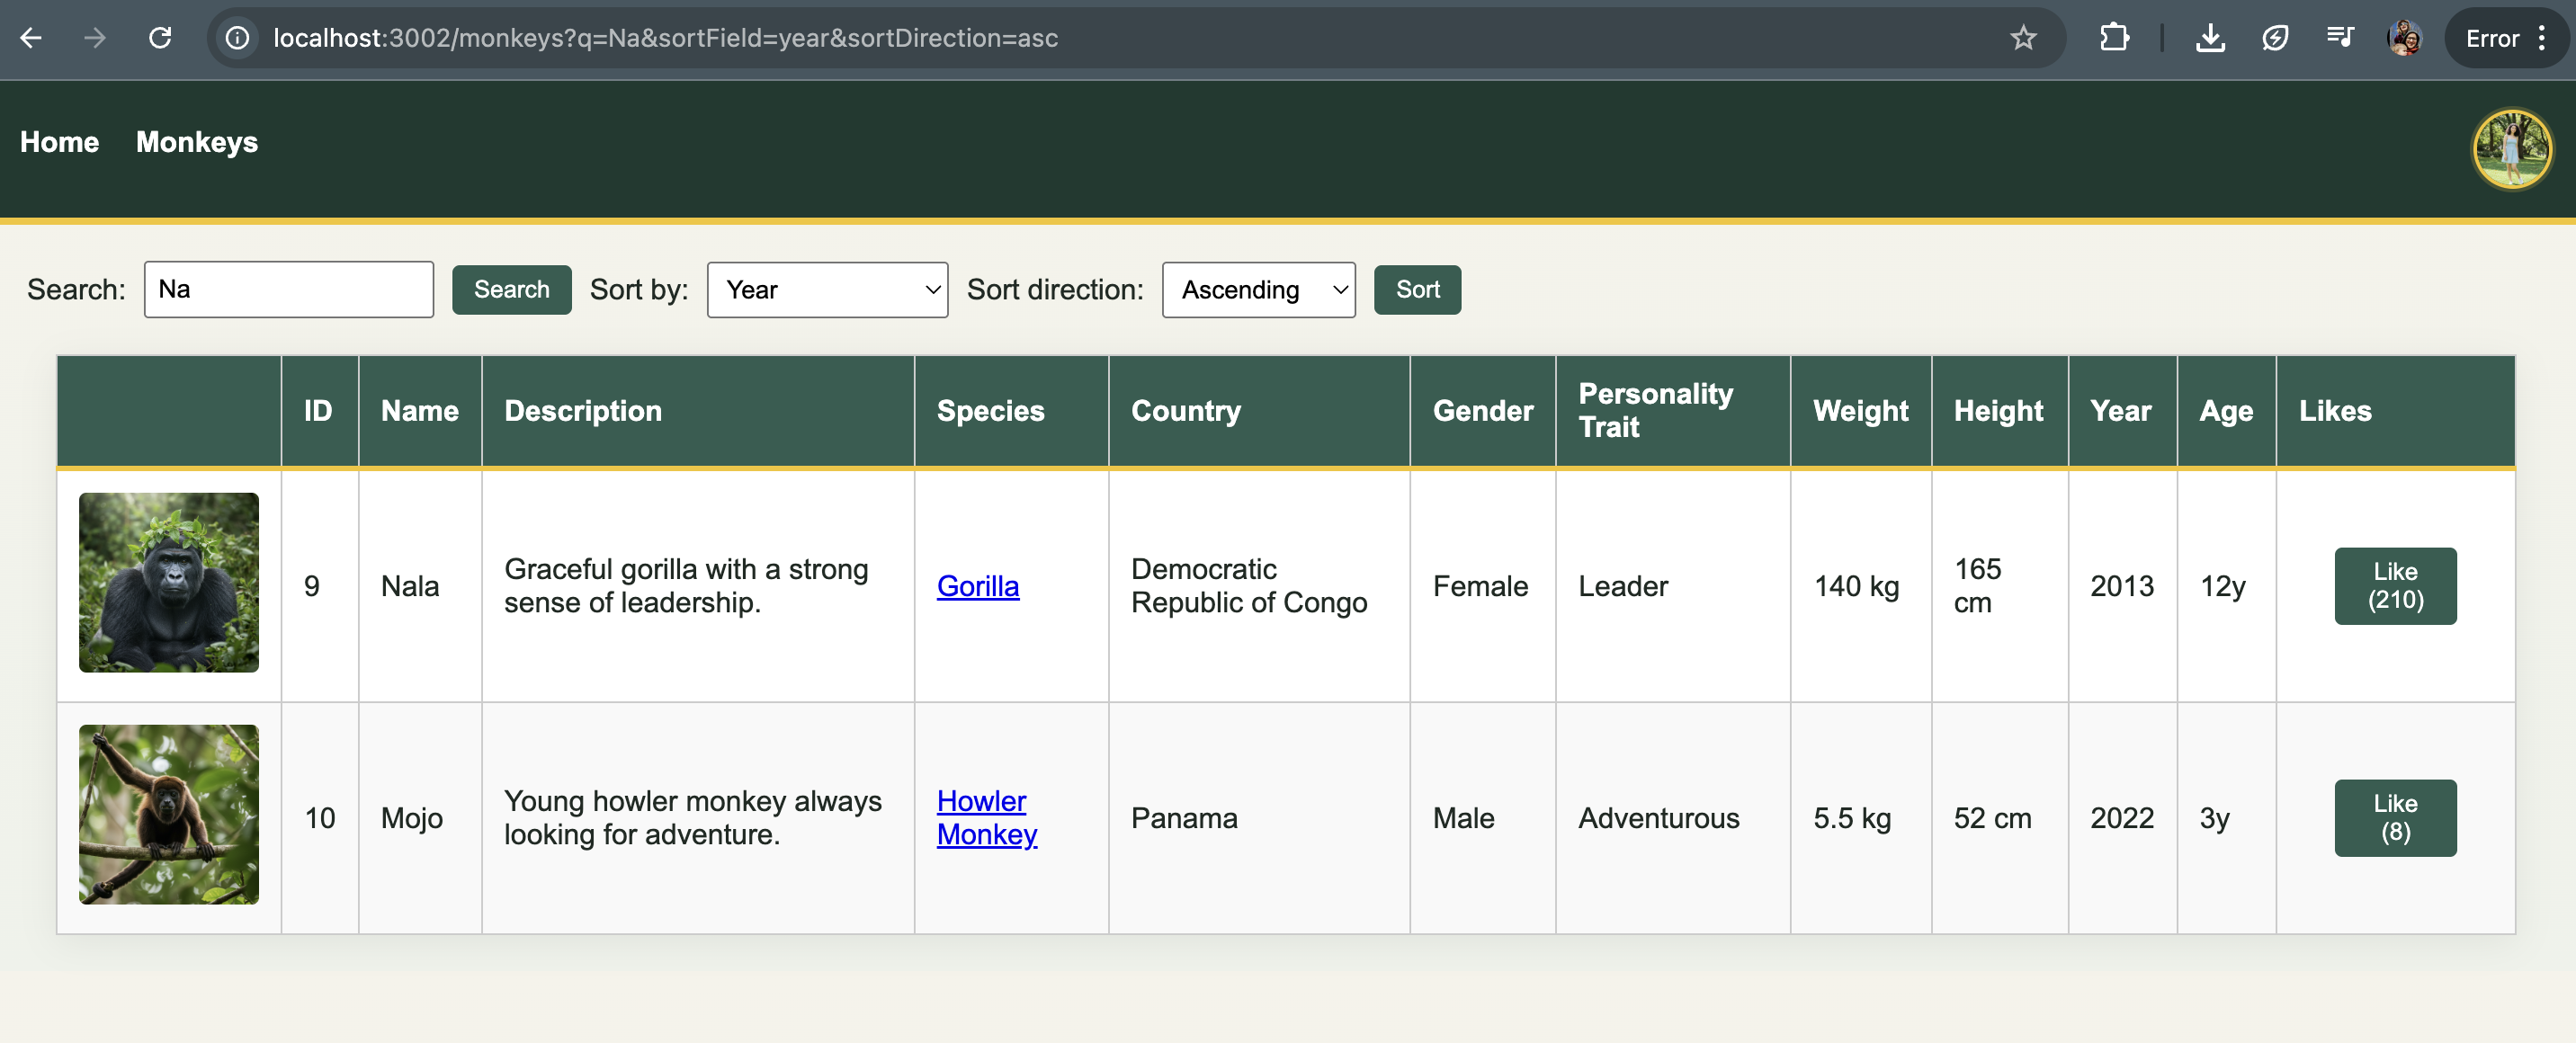 localhost:3002/monkeys?q=Na&sortField=year&sortDirection=asc
Error
Home Monkeys
Search: Na Search Sort by: Year Sort direction: Ascending Sort
ID Name Description Species Country Gender Personality Trait Weight Height Year Age Likes
9 Nala Graceful gorilla with a strong sense of leadership. Gorilla Democratic Republic of Congo Female Leader 140 kg 165 cm 2013 12y Like (210)
10 Mojo Young howler monkey always looking for adventure. Howler Monkey Panama Male Adventurous 5.5 kg 52 cm 2022 3y Like (8)